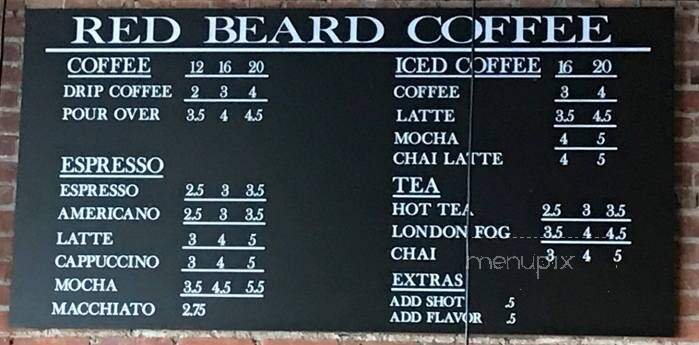 RED BEARD COFFEE
COFFEE 12 16 20
DRIP COFFEE 2 3 4
POUR OVER 3.5 4 4.5
ESPRESSO
ESPRESSO 2.5 3 3.5
AMERICANO 2.5 3 3.5
LATTE 3 4 5
CAPPUCCINO 3 4 5
MOCHA 3.5 4.5 5.5
MACCHIATO 2.75
ICED COFFEE 16 20
COFFEE 3 4
LATTE 3.5 4.5
MOCHA 4 5
CHAI LATTE 4 5
TEA
HOT TEA 2.5 3 3.5
LONDON FOG 3.5 4 4.5
CHAI 3 4 5
menupix
EXTRAS
ADD SHOT .5
ADD FLAVOR .5